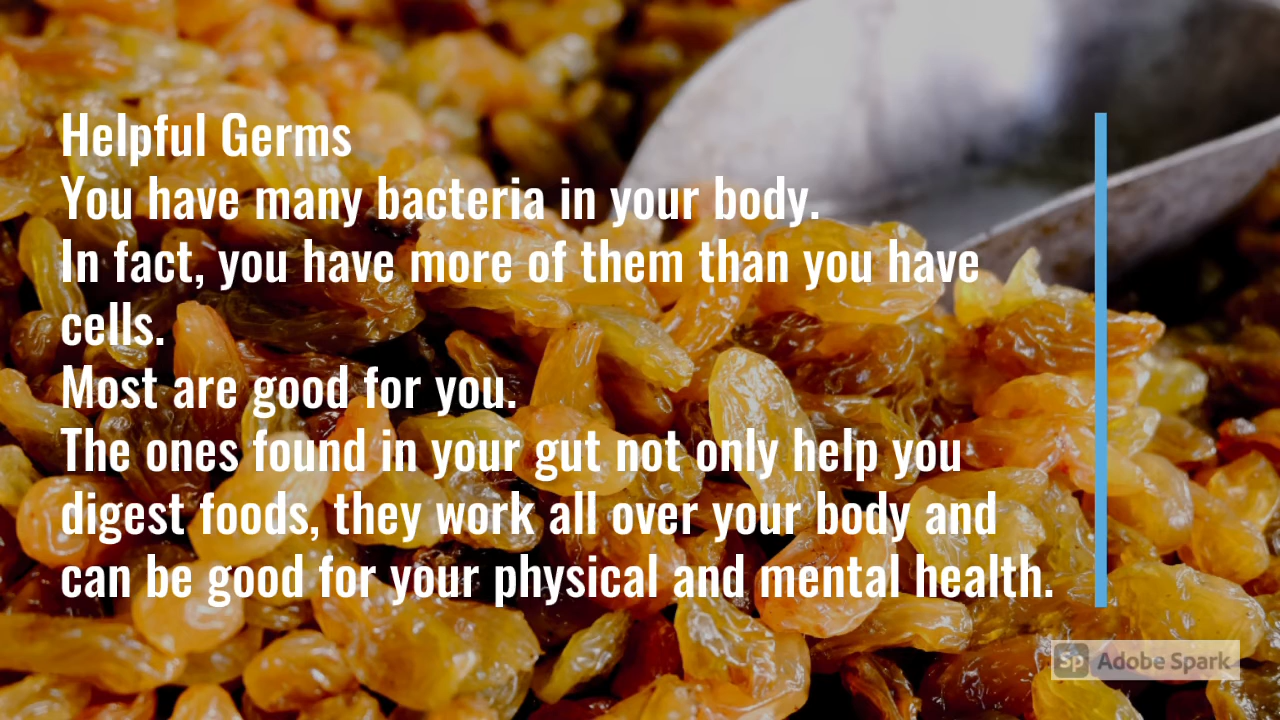 Helpful Germs
You have many bacteria in your body.
In fact, you have more of them than you have
cells.
Most are good for you.
The ones found in your gut not only help you
digest foods, they work all over your body and
can be good for your physical and mental health.
Sp Adobe Spark